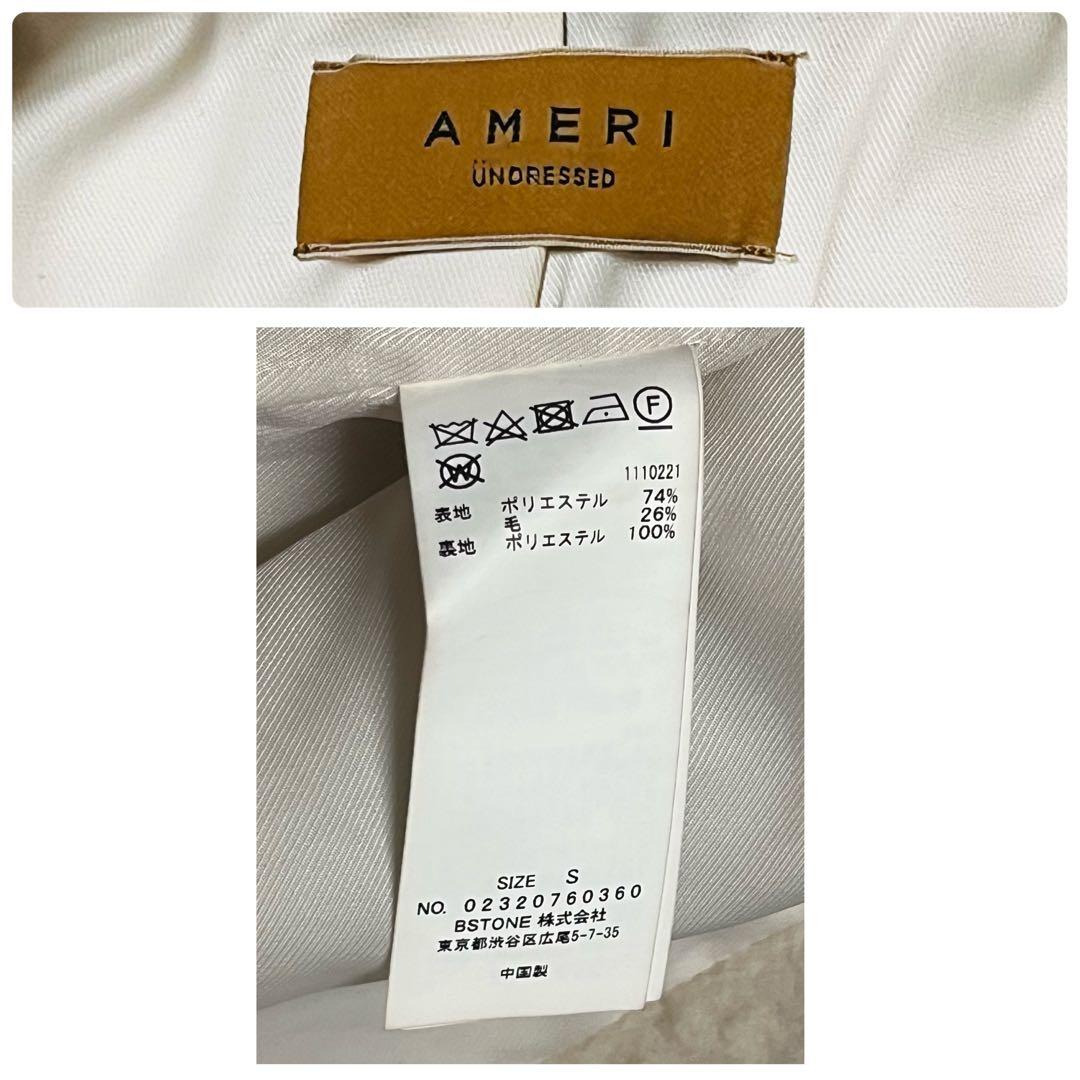 AMERI
UNDRESSED
F
W
1110221
表地 ポリエステル 74%
毛 26%
裏地 ポリエステル 100%
SIZE S
NO. 02320760360
BSTONE 株式会社
東京都渋谷区広尾5-7-35
中国製